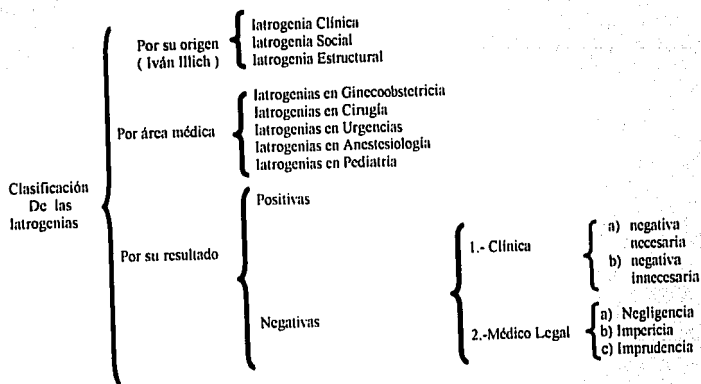 Clasificación
De las
Iatrogenias
Por su origen
( Iván Illich )
Iatrogenia Clínica
Iatrogenia Social
Iatrogenia Estructural
Por área médica
Iatrogenias en Ginecoobstetricia
Iatrogenias en Cirugía
Iatrogenias en Urgencias
Iatrogenias en Anestesiología
Iatrogenias en Pediatría
Por su resultado
Positivas
Negativas
1.- Clínica
a) negativa
necesaria
b) negativa
innecesaria
2.-Médico Legal
a) Negligencia
b) Impericia
c) Imprudencia